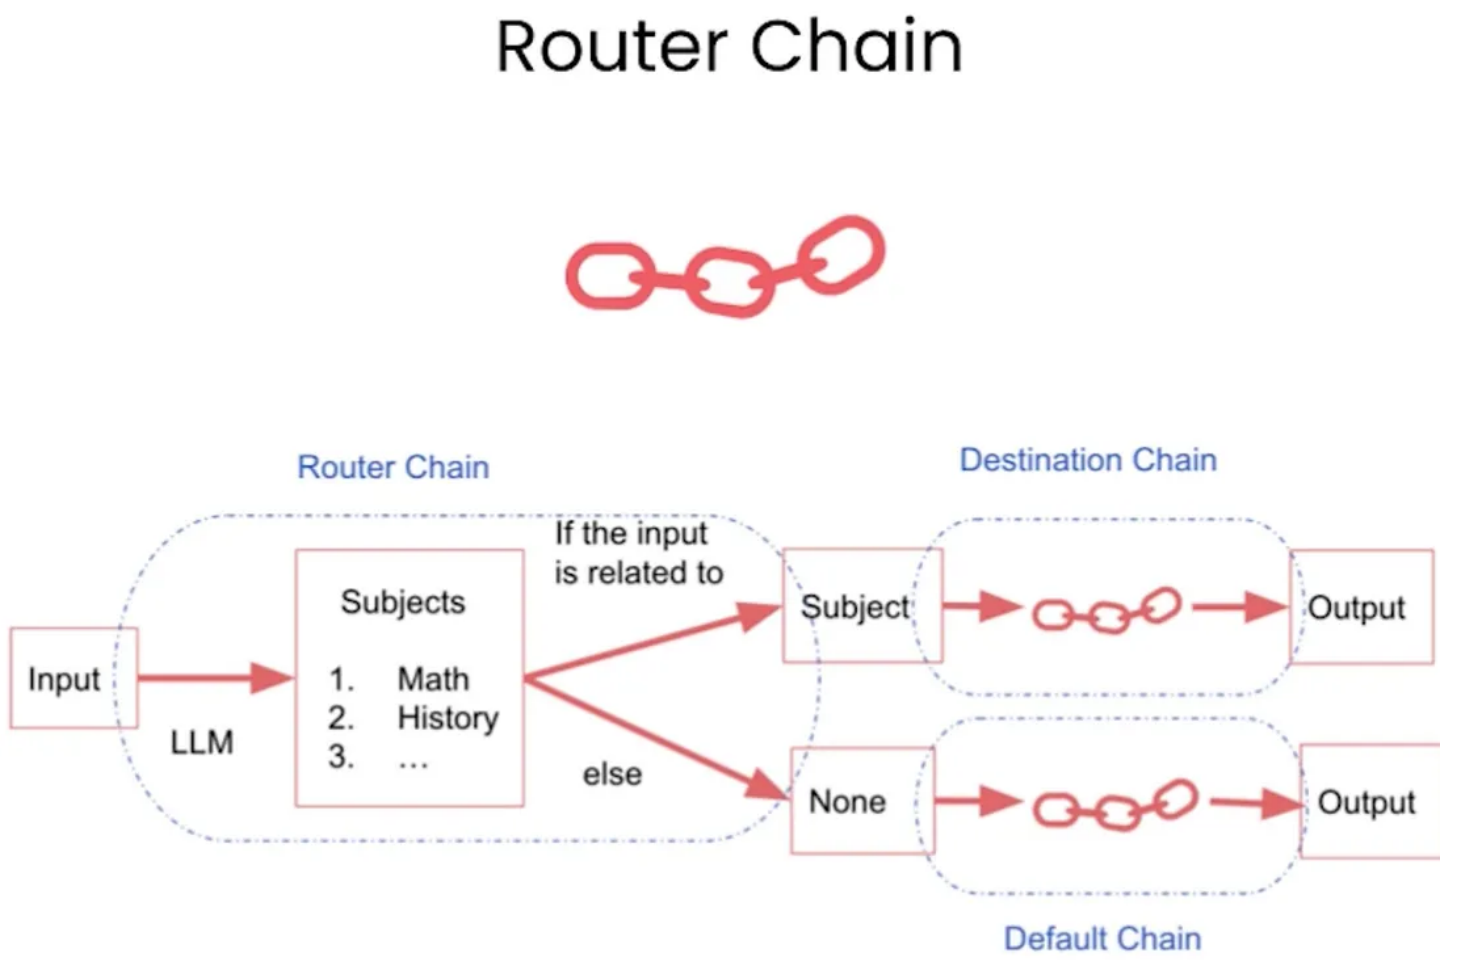 Router Chain
Router Chain
Destination Chain
If the input
is related to
Subjects
1. Math
2. History
3. ...
Input
LLM
else
Subject
Output
None
Output
Default Chain